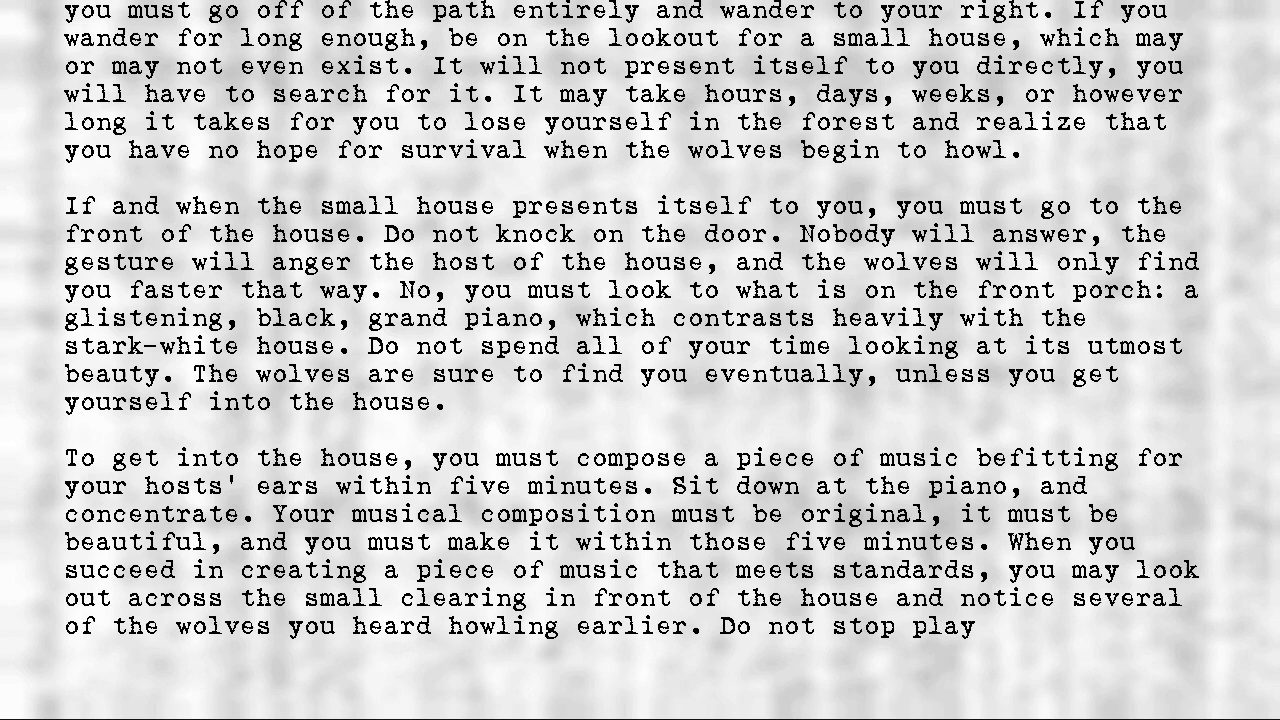 you must go off of the path entirely and wander to your right. If you
wander for long enough, be on the lookout for a small house, which may
or may not even exist. It will not present itself to you directly, you
will have to search for it. It may take hours, days, weeks, or however
long it takes for you to lose yourself in the forest and realize that
you have no hope for survival when the wolves begin to howl.

If and when the small house presents itself to you, you must go to the
front of the house. Do not knock on the door. Nobody will answer, the
gesture will anger the host of the house, and the wolves will only find
you faster that way. No, you must look to what is on the front porch: a
glistening, black, grand piano, which contrasts heavily with the
stark-white house. Do not spend all of your time looking at its utmost
beauty. The wolves are sure to find you eventually, unless you get
yourself into the house.

To get into the house, you must compose a piece of music befitting for
your hosts' ears within five minutes. Sit down at the piano, and
concentrate. Your musical composition must be original, it must be
beautiful, and you must make it within those five minutes. When you
succeed in creating a piece of music that meets standards, you may look
out across the small clearing in front of the house and notice several
of the wolves you heard howling earlier. Do not stop play